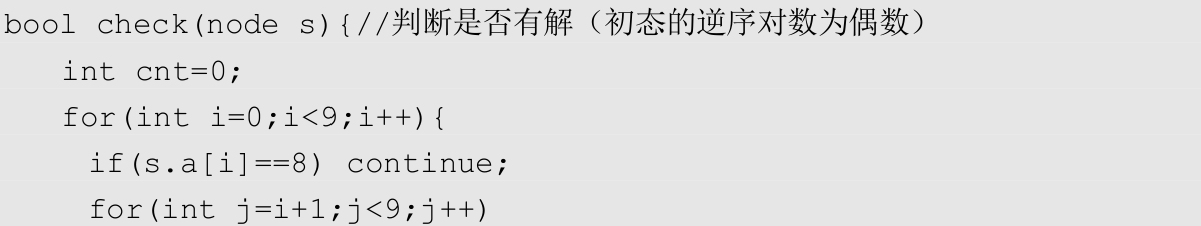 bool check(node s){//判断是否有解（初态的逆序对数为偶数）
int cnt=0;
for(int i=0;i<9;i++){
if(s.a[i]==8) continue;
for(int j=i+1;j<9;j++)